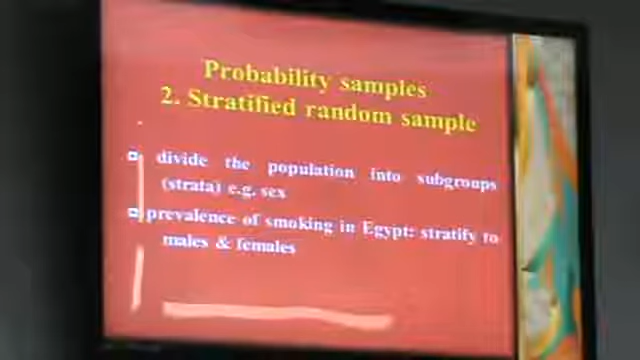 Probability samples
2. Stratified random sample
divide the population into subgroups
(strata) e.g. sex
prevalence of smoking in Egypt: stratify to
males & females